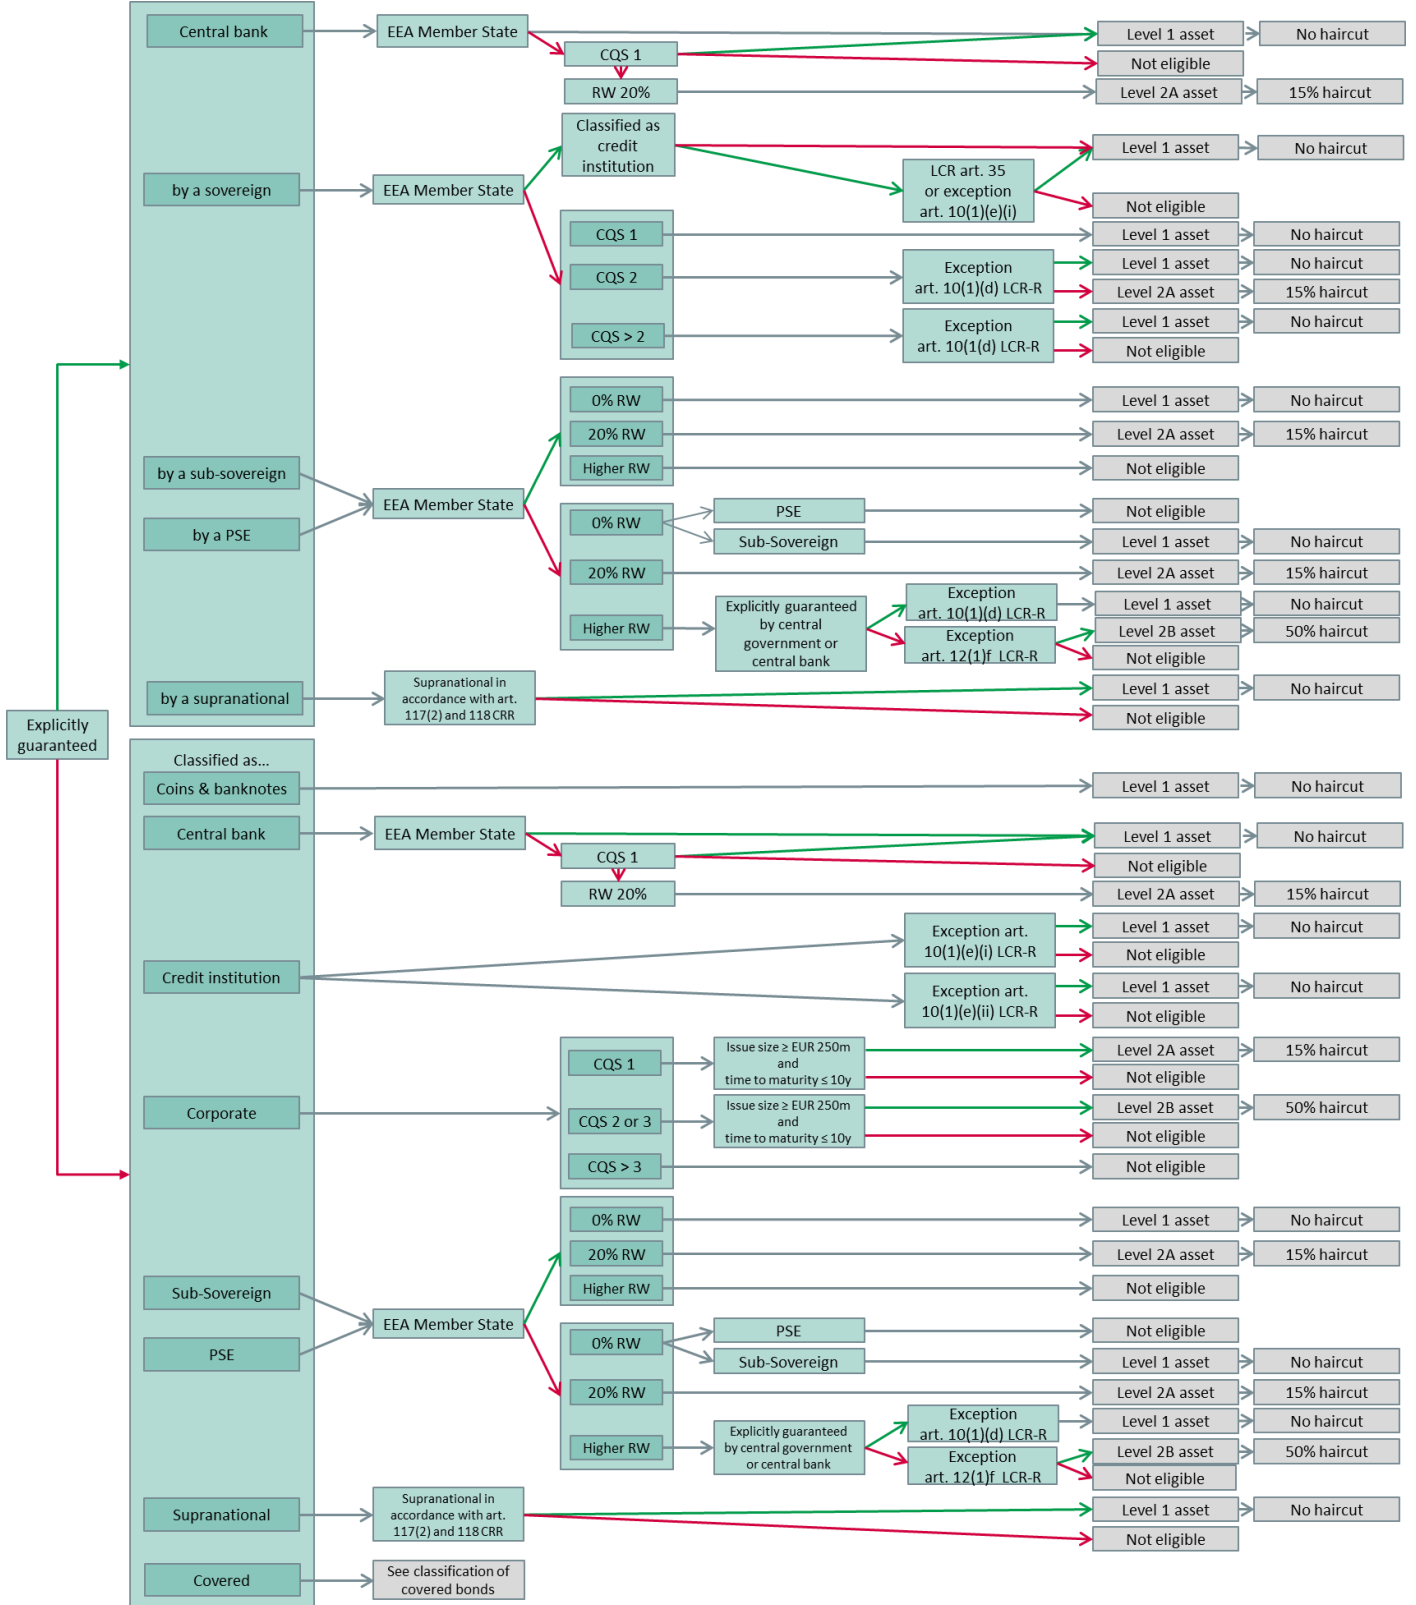 Central bank
EEA Member State
Level 1 asset
No haircut
CQS 1
Not eligible
RW 20%
Level 2A asset
15% haircut
Classified as
credit
institution
Level 1 asset
No haircut
by a sovereign
EEA Member State
LCR art. 35
or exception
art. 10(1)(e)(i)
Not eligible
CQS 1
Level 1 asset
No haircut
CQS 2
Exception
art. 10(1)(d) LCR-R
Level 1 asset
No haircut
Level 2A asset
15% haircut
CQS > 2
Exception
art. 10(1(d) LCR-R
Level 1 asset
No haircut
Not eligible
0% RW
Level 1 asset
No haircut
20% RW
Level 2A asset
15% haircut
by a sub-sovereign
Higher RW
Not eligible
EEA Member State
by a PSE
0% RW
PSE
Not eligible
Sub-Sovereign
Level 1 asset
No haircut
20% RW
Level 2A asset
15% haircut
Higher RW
Explicitly guaranteed
by central
government or
central bank
Exception
art. 10(1)(d) LCR-R
Level 1 asset
No haircut
Exception
art. 12(1)f LCR-R
Level 2B asset
50% haircut
Not eligible
by a supranational
Supranational in
accordance with art.
117(2) and 118 CRR
Level 1 asset
No haircut
Not eligible
Explicitly
guaranteed
Classified as...
Coins & banknotes
Level 1 asset
No haircut
Central bank
EEA Member State
Level 1 asset
No haircut
CQS 1
Not eligible
RW 20%
Level 2A asset
15% haircut
Credit institution
Exception art.
10(1)(e)(i) LCR-R
Level 1 asset
No haircut
Not eligible
Exception art.
10(1)(e)(ii) LCR-R
Level 1 asset
No haircut
Not eligible
Corporate
CQS 1
Issue size ≥ EUR 250m
and
time to maturity ≤ 10y
Level 2A asset
15% haircut
Not eligible
CQS 2 or 3
Issue size ≥ EUR 250m
and
time to maturity ≤ 10y
Level 2B asset
50% haircut
Not eligible
CQS > 3
Not eligible
0% RW
Level 1 asset
No haircut
20% RW
Level 2A asset
15% haircut
Sub-Sovereign
Higher RW
Not eligible
EEA Member State
PSE
0% RW
PSE
Not eligible
Sub-Sovereign
Level 1 asset
No haircut
20% RW
Level 2A asset
15% haircut
Higher RW
Explicitly guaranteed
by central government
or central bank
Exception
art. 10(1)(d) LCR-R
Level 1 asset
No haircut
Exception
art. 12(1)f LCR-R
Level 2B asset
50% haircut
Not eligible
Supranational
Supranational in
accordance with art.
117(2) and 118 CRR
Level 1 asset
No haircut
Not eligible
Covered
See classification of
covered bonds